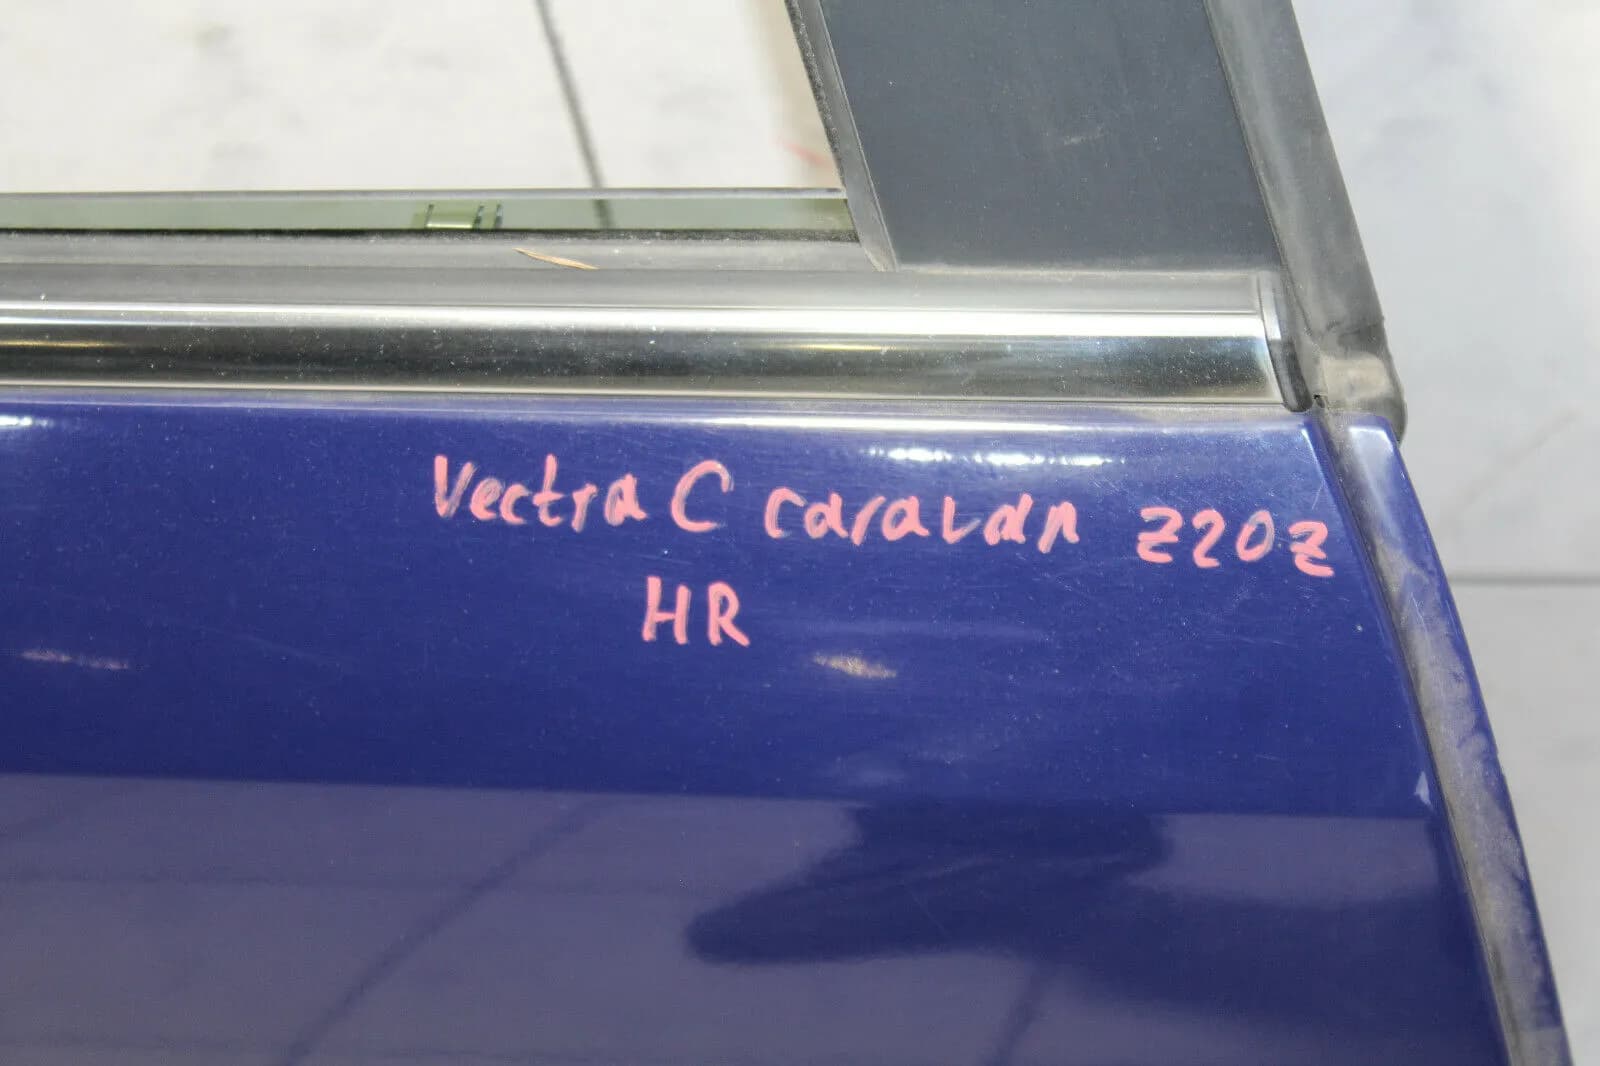 Vectra C caravan Z20Z
HR